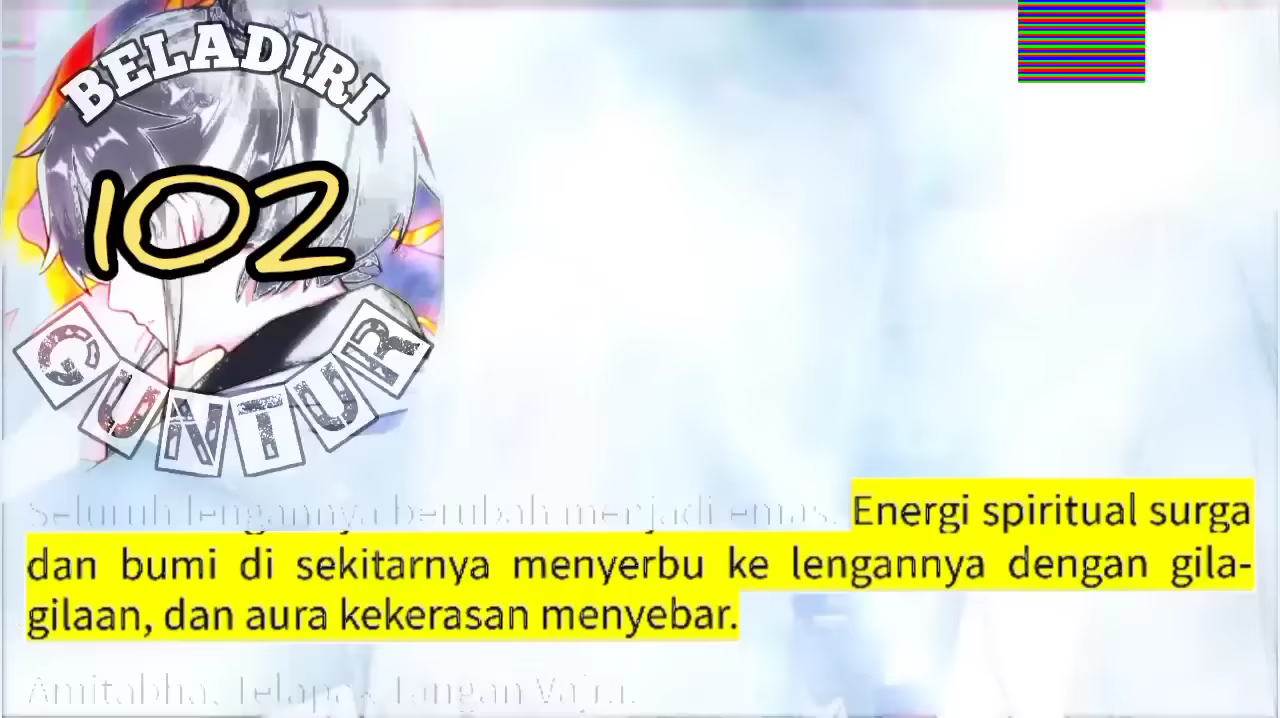 BELADIRI
102
GUNTUR
Seluruh lengannya berubah menjadi emas. Energi spiritual surga
dan bumi di sekitarnya menyerbu ke lengannya dengan gila-
gilaan, dan aura kekerasan menyebar.
Amitabha, Telapak Tangan Vajra.